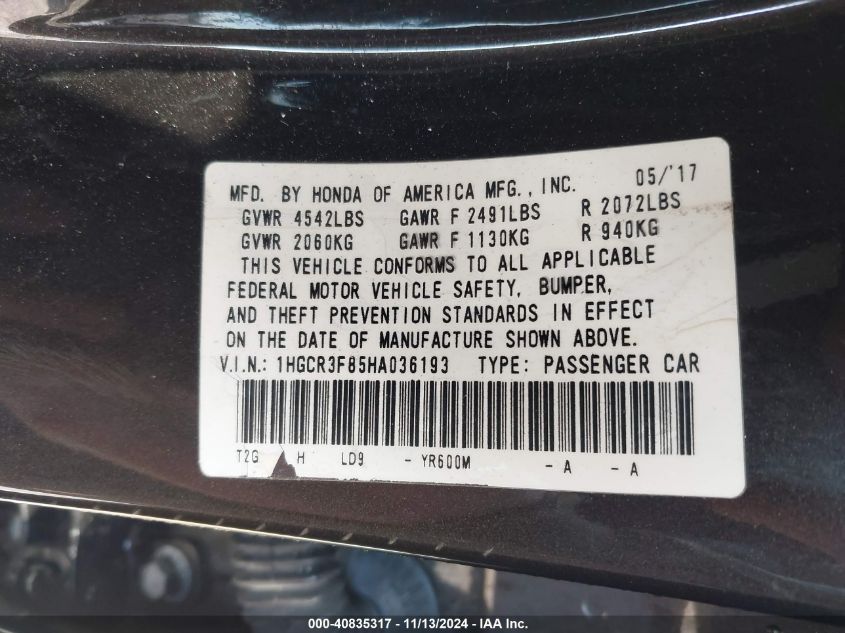 MFD. BY HONDA OF AMERICA MFG., INC. 05/'17
GVWR 4542LBS GAWR F 2491LBS R 2072LBS
GVWR 2060KG GAWR F 1130KG R 940KG
THIS VEHICLE CONFORMS TO ALL APPLICABLE
FEDERAL MOTOR VEHICLE SAFETY, BUMPER,
AND THEFT PREVENTION STANDARDS IN EFFECT
ON THE DATE OF MANUFACTURE SHOWN ABOVE.
V.I.N.: 1HGCR3F85HA036193 TYPE: PASSENGER CAR
T2G H LD9 - YR600M - A - A
000-40835317 - 11/13/2024 - IAA Inc.